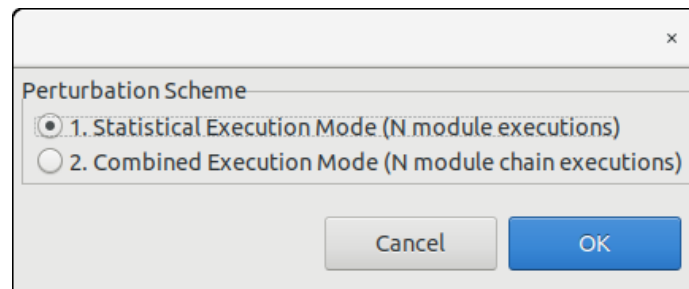 Perturbation Scheme
1. Statistical Execution Mode (N module executions)
2. Combined Execution Mode (N module chain executions)
Cancel OK